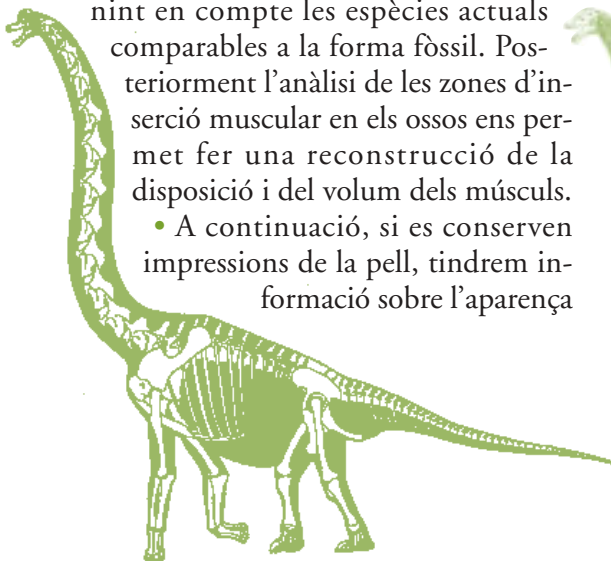 nint en compte les espècies actuals
comparables a la forma fòssil. Pos-
teriorment l’anàlisi de les zones d’in-
serció muscular en els ossos ens per-
met fer una reconstrucció de la
disposició i del volum dels músculs.
• A continuació, si es conserven
impressions de la pell, tindrem in-
formació sobre l’aparença